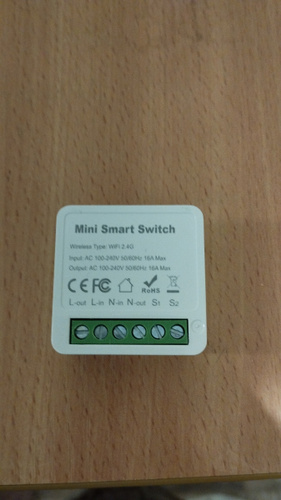 Mini Smart Switch
Wireless Type: WiFi 2.4G
Input: AC 100-240V 50/60Hz 16A Max
Output: AC 100-240V 50/60Hz 16A Max
CE FC RoHS
L-out L-in N-in N-out S1 S2